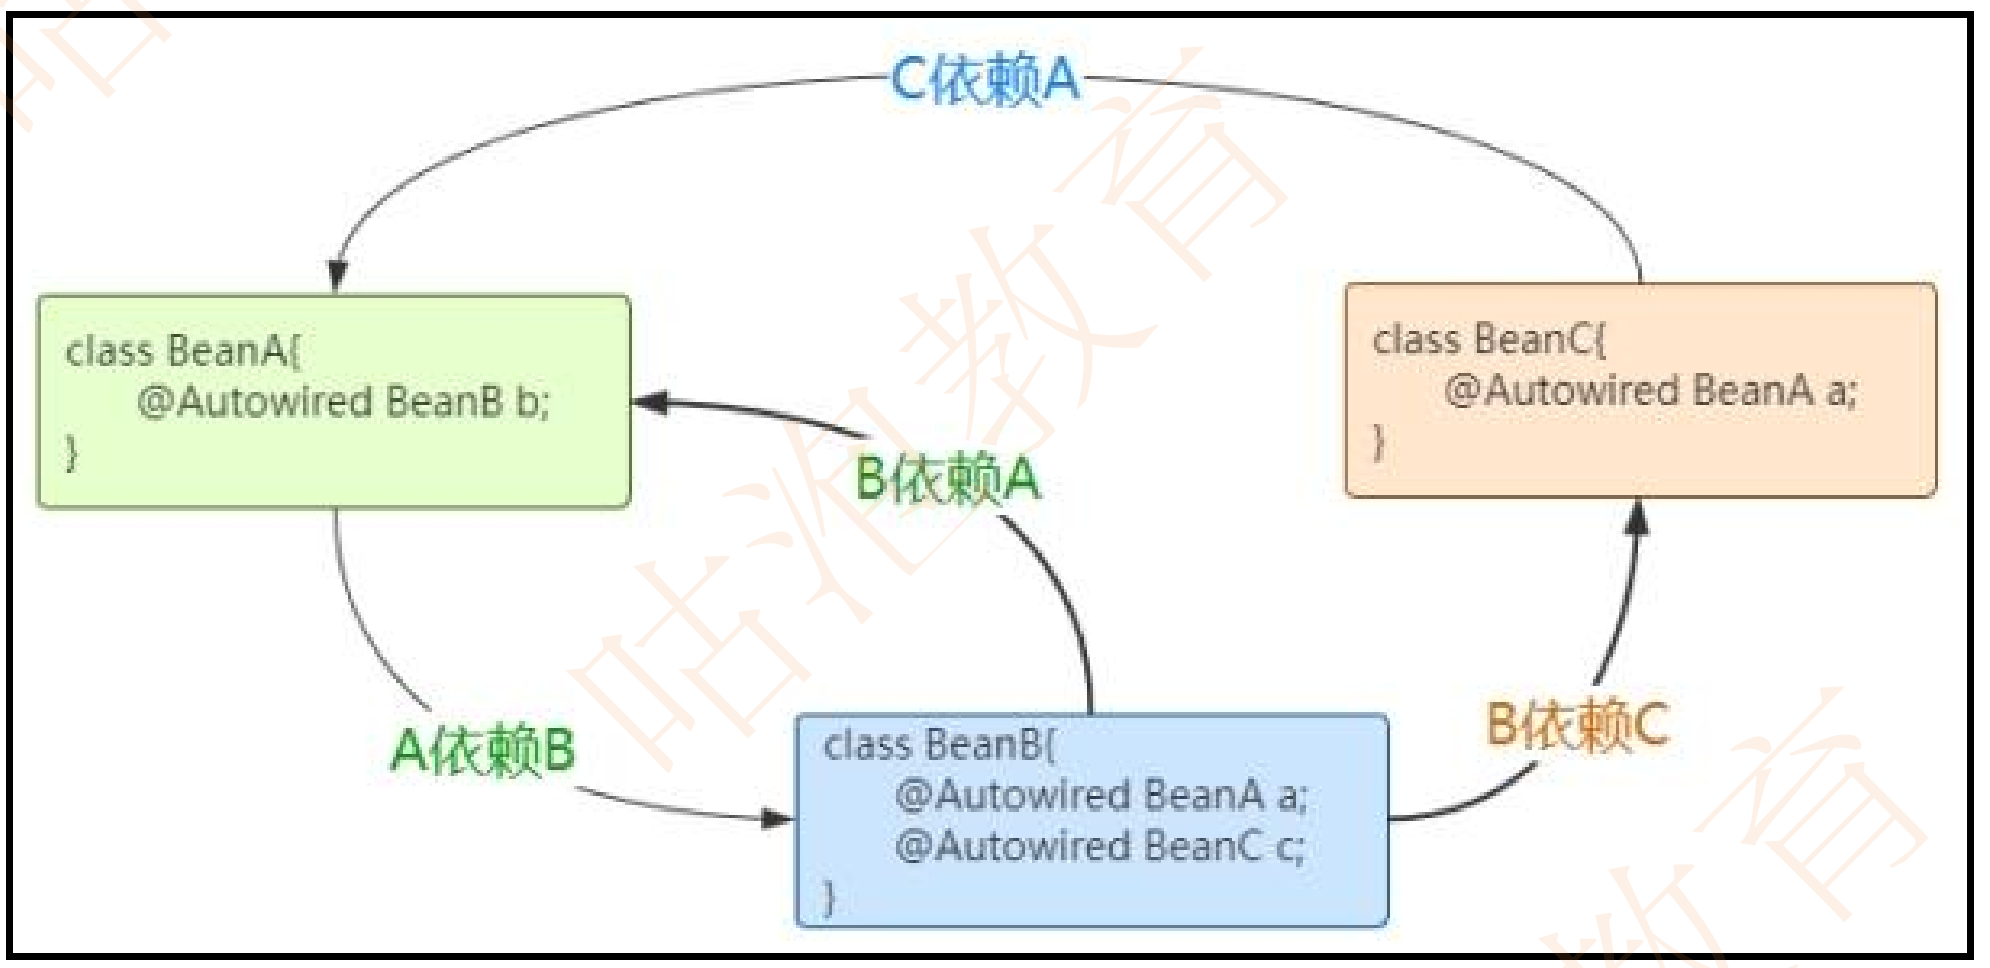 C依赖A
class BeanA{
@Autowired BeanB b;
}
class BeanC{
@Autowired BeanA a;
}
B依赖A
A依赖B
B依赖C
class BeanB{
@Autowired BeanA a;
@Autowired BeanC c;
}
咕泡教育